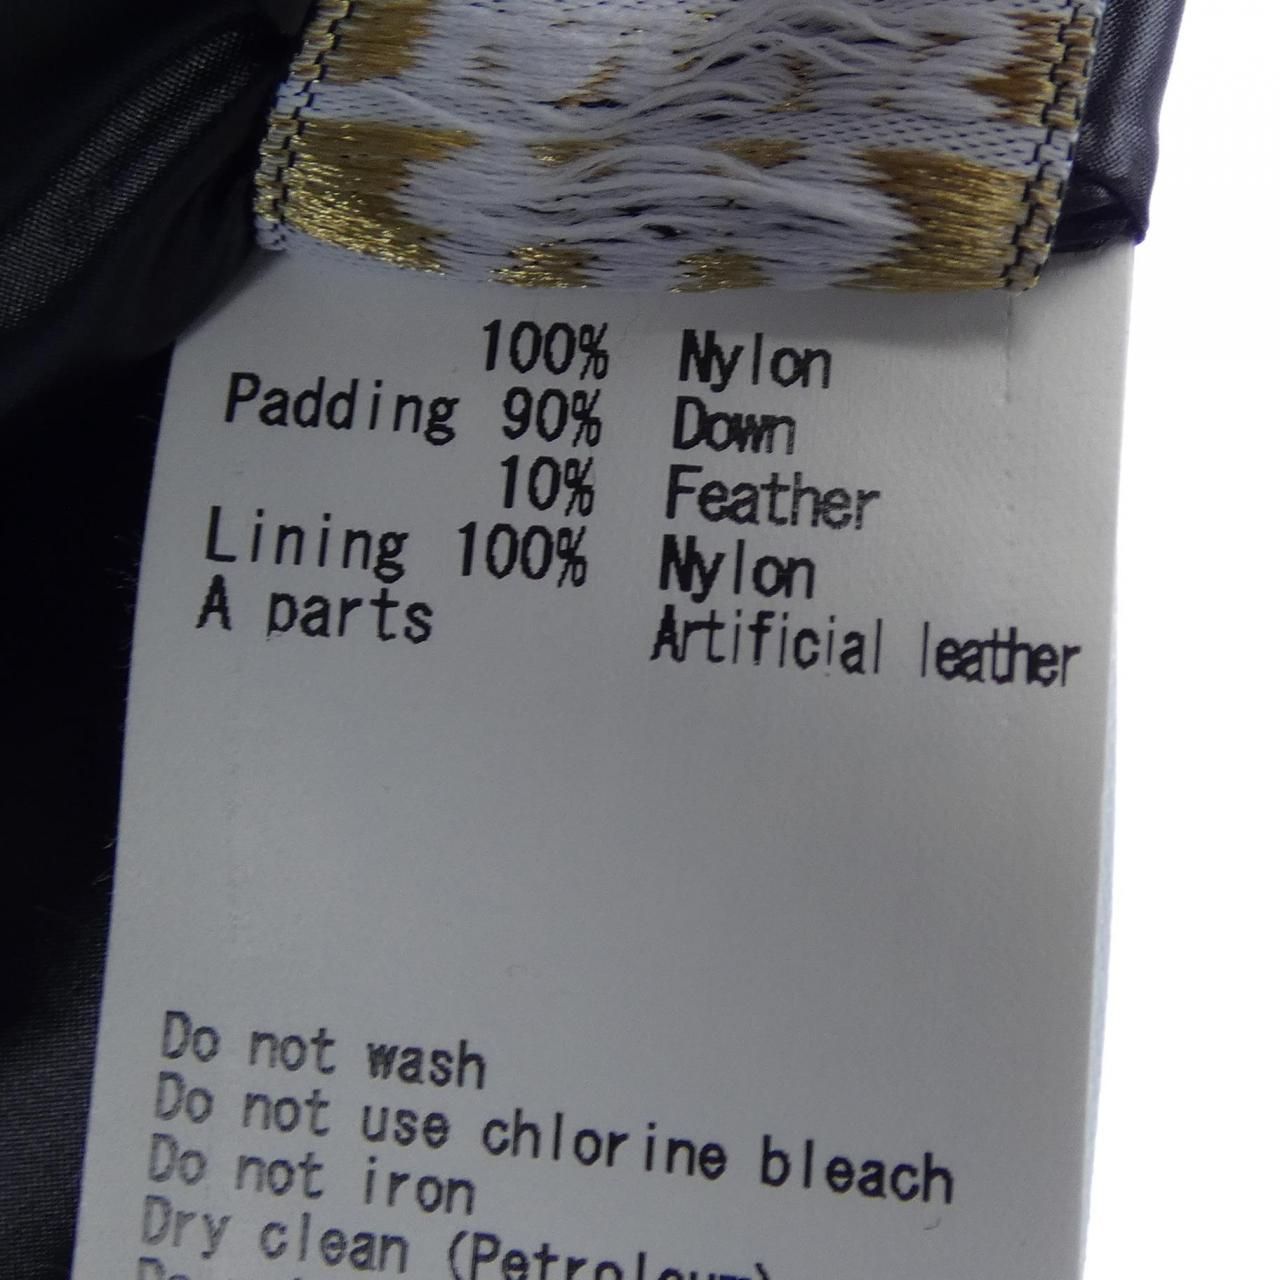 100% Nylon
Padding 90% Down
10% Feather
Lining 100% Nylon
A parts Artificial leather
Do not wash
Do not use chlorine bleach
Do not iron
Dry clean (Petroleum)